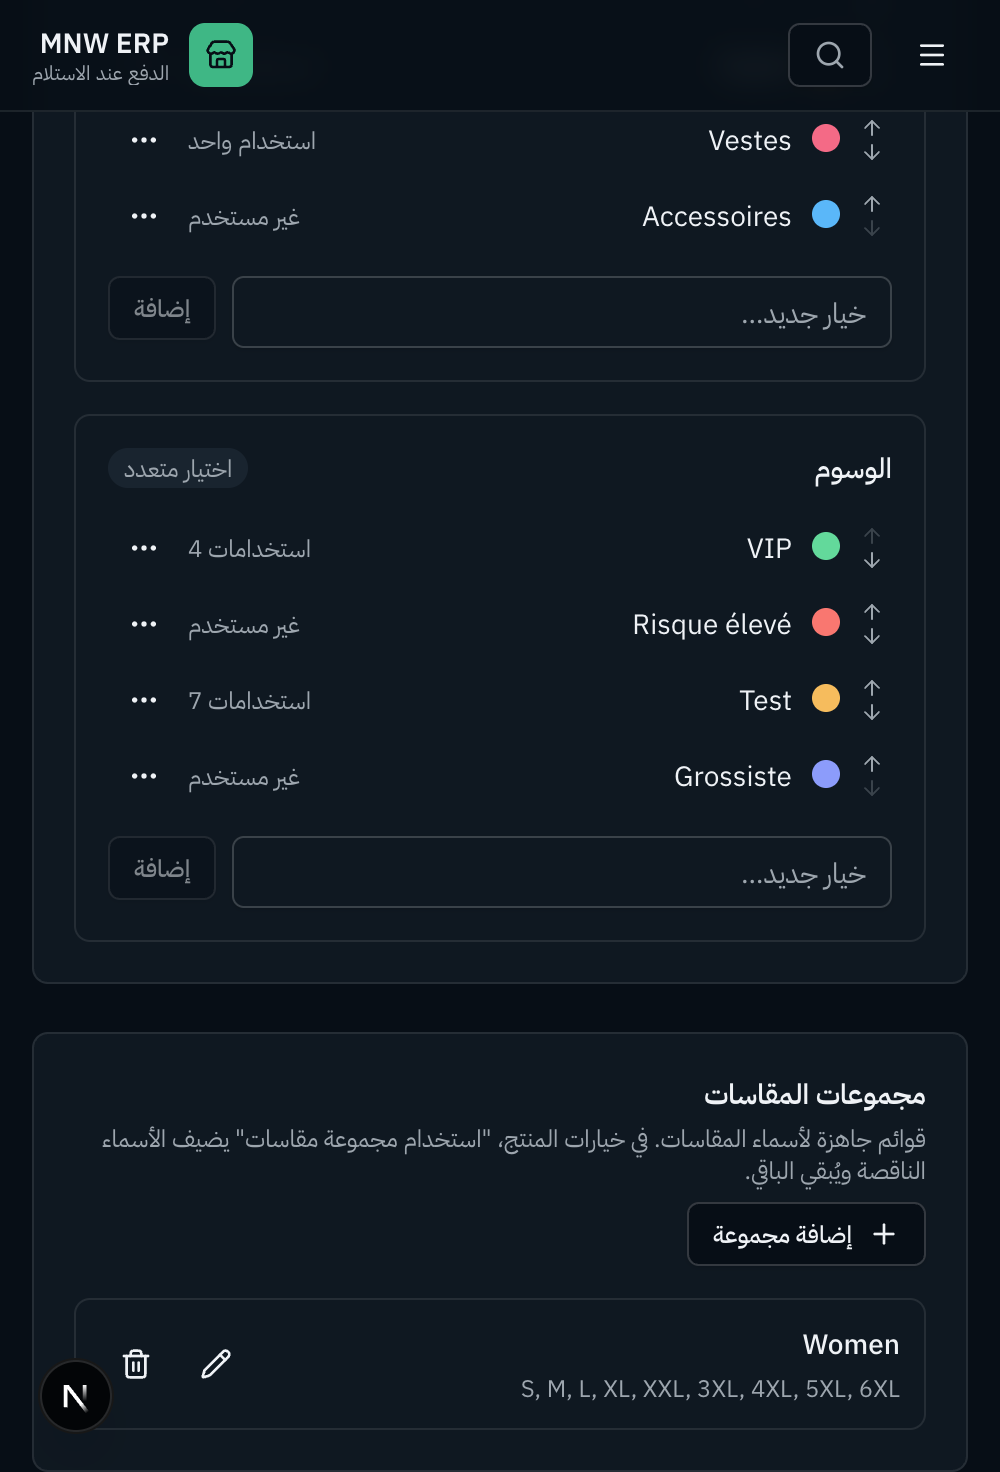 MNW ERP
الدفع عند الاستلام
Vestes
استخدام واحد
Accessoires
غير مستخدم
خيار جديد...
إضافة
الوسوم
اختيار متعدد
VIP
4 استخدامات
Risque élevé
غير مستخدم
Test
7 استخدامات
Grossiste
غير مستخدم
خيار جديد...
إضافة
مجموعات المقاسات
قوائم جاهزة لأسماء المقاسات. في خيارات المنتج، "استخدام مجموعة مقاسات" يضيف الأسماء
الناقصة ويُبقي الباقي.
إضافة مجموعة
Women
S, M, L, XL, XXL, 3XL, 4XL, 5XL, 6XL
N